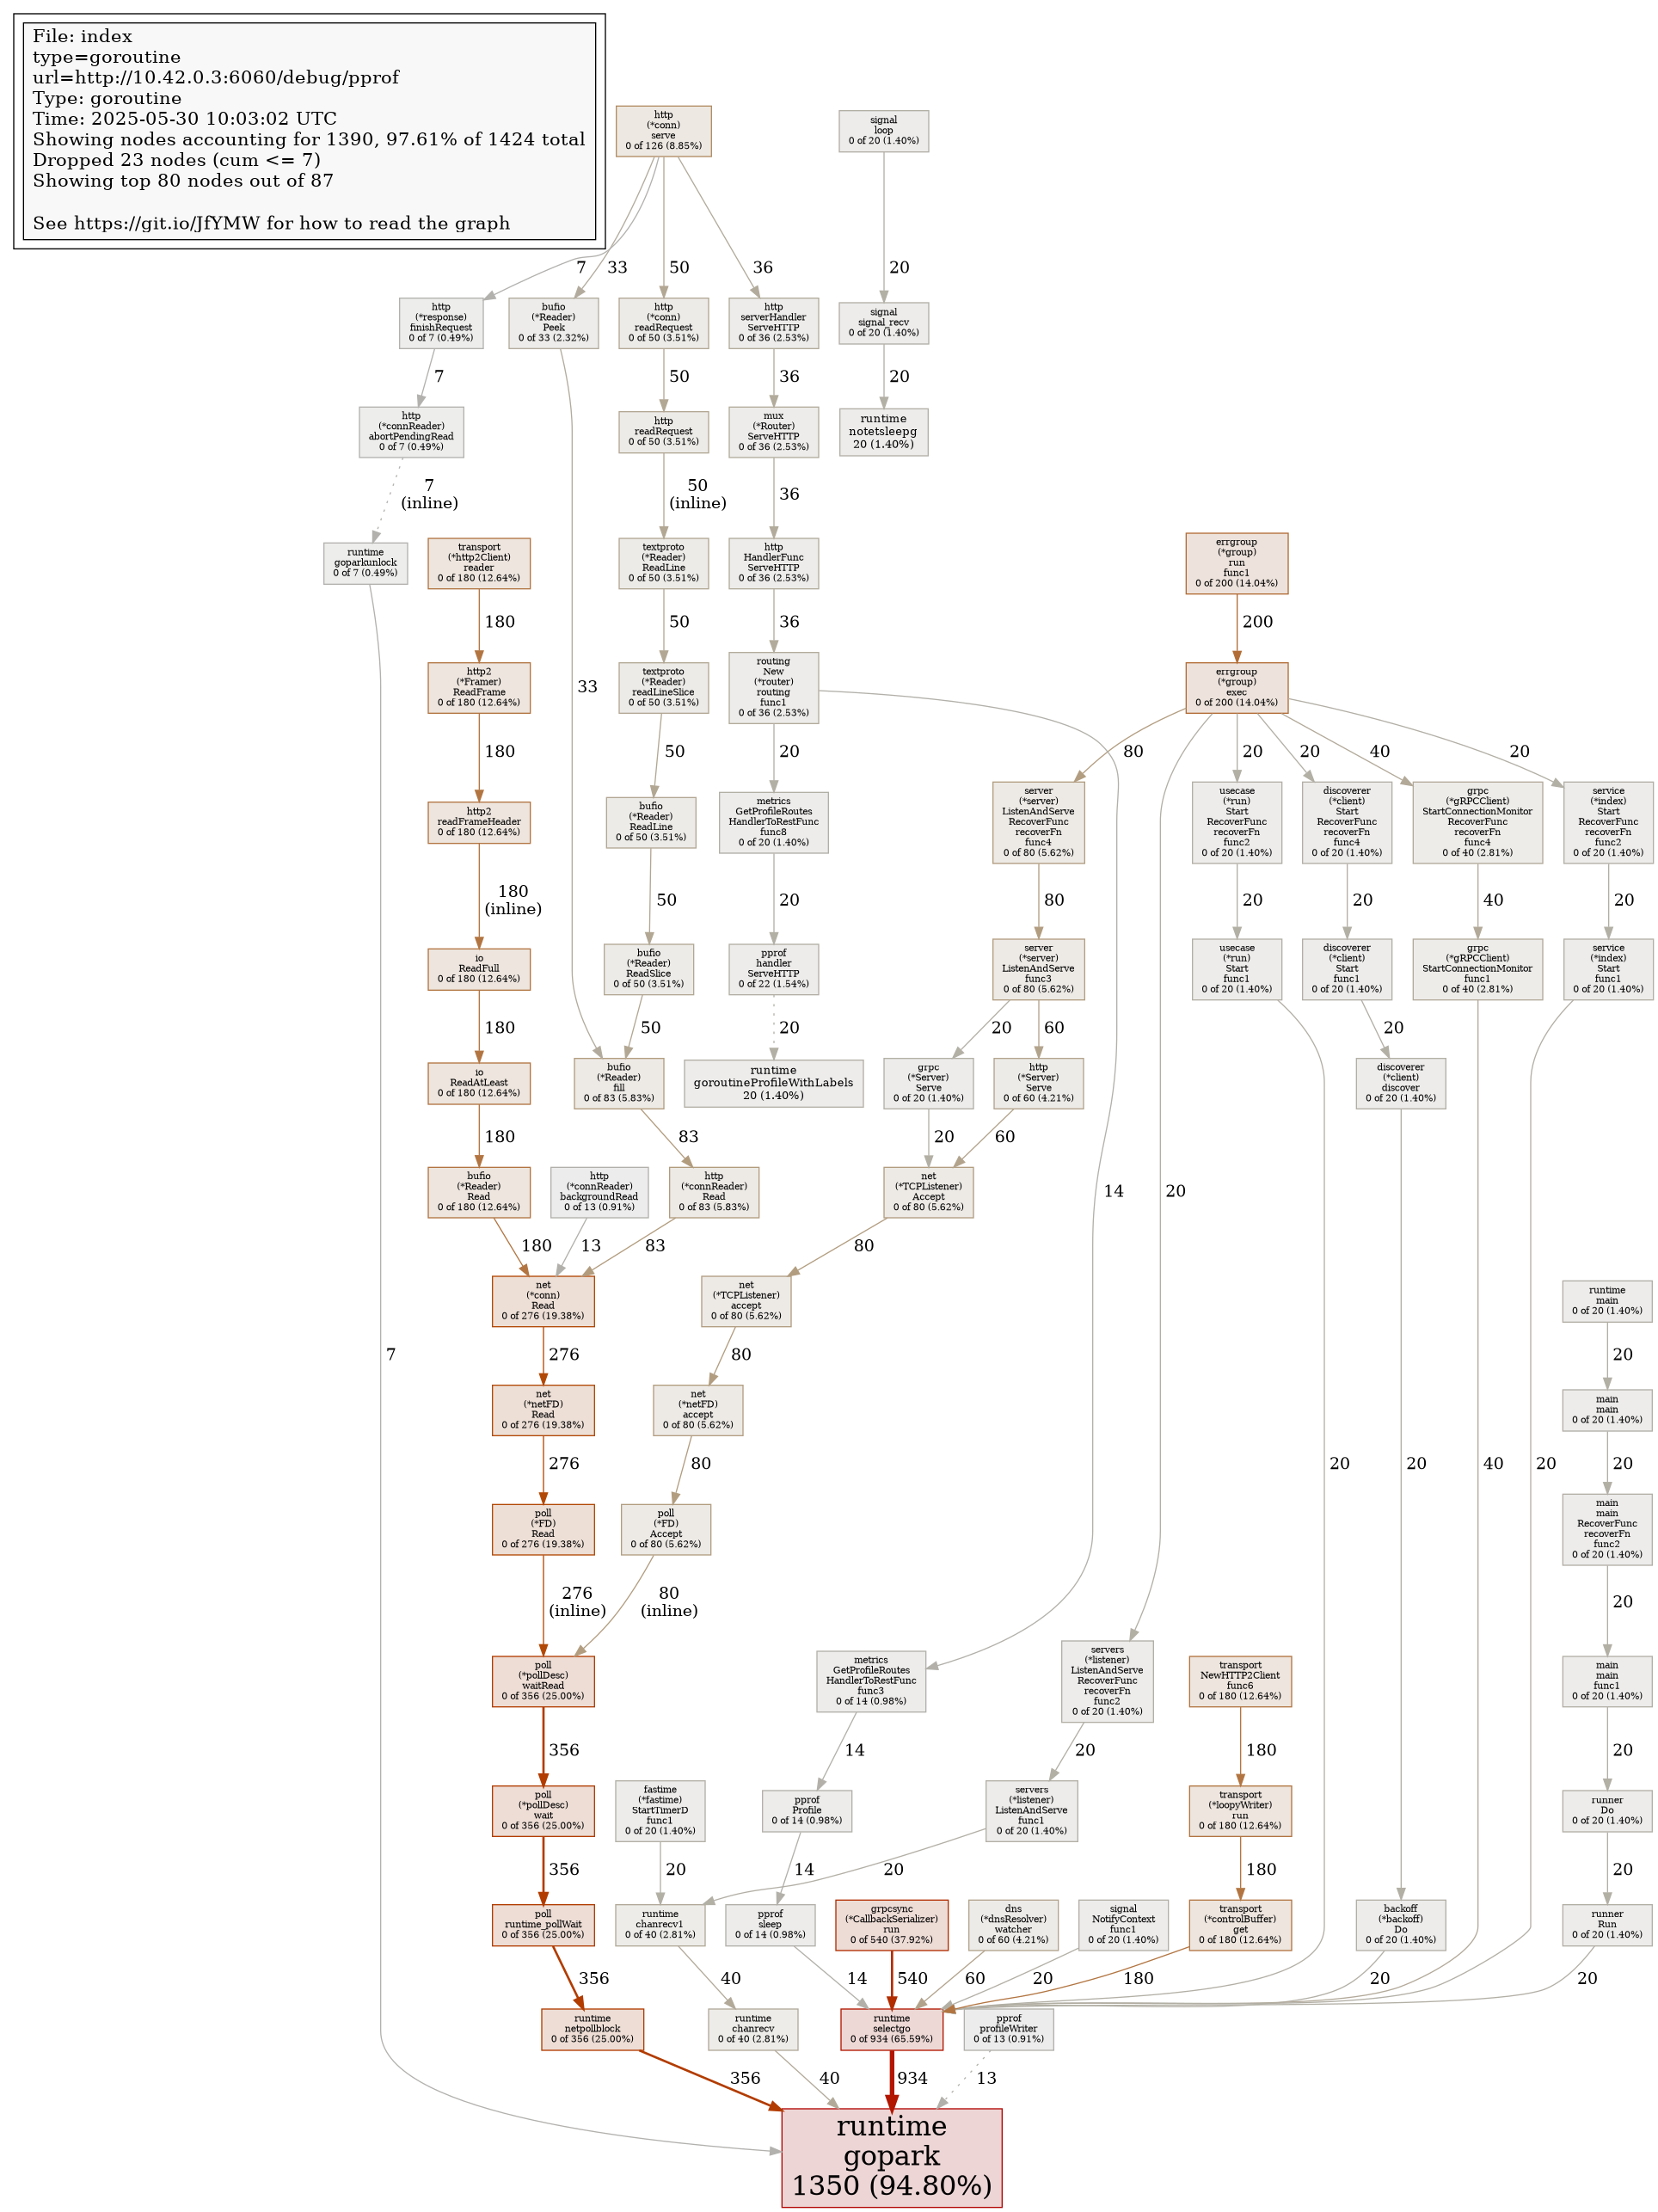 File: index
type=goroutine
url=http://10.42.0.3:6060/debug/pprof
Type: goroutine
Time: 2025-05-30 10:03:02 UTC
Showing nodes accounting for 1390, 97.61% of 1424 total
Dropped 23 nodes (cum <= 7)
Showing top 80 nodes out of 87
See https://git.io/JfYMW for how to read the graph
http
(*conn)
serve
0 of 126 (8.85%)
signal
loop
0 of 20 (1.40%)
7
33
50
36
20
http
(*response)
finishRequest
0 of 7 (0.49%)
bufio
(*Reader)
Peek
0 of 33 (2.32%)
http
(*conn)
readRequest
0 of 50 (3.51%)
http
serverHandler
ServeHTTP
0 of 36 (2.53%)
signal
signal_recv
0 of 20 (1.40%)
7
50
36
20
http
(*connReader)
abortPendingRead
0 of 7 (0.49%)
http
readRequest
0 of 50 (3.51%)
mux
(*Router)
ServeHTTP
0 of 36 (2.53%)
runtime
notetsleepg
20 (1.40%)
7
(inline)
50
(inline)
36
runtime
goparkunlock
0 of 7 (0.49%)
transport
(*http2Client)
reader
0 of 180 (12.64%)
textproto
(*Reader)
ReadLine
0 of 50 (3.51%)
http
HandlerFunc
ServeHTTP
0 of 36 (2.53%)
errgroup
(*group)
run
func1
0 of 200 (14.04%)
180
50
36
200
http2
(*Framer)
ReadFrame
0 of 180 (12.64%)
33
textproto
(*Reader)
readLineSlice
0 of 50 (3.51%)
routing
New
(*router)
routing
func1
0 of 36 (2.53%)
errgroup
(*group)
exec
0 of 200 (14.04%)
180
50
20
80
20
20
40
20
http2
readFrameHeader
0 of 180 (12.64%)
bufio
(*Reader)
ReadLine
0 of 50 (3.51%)
metrics
GetProfileRoutes
HandlerToRestFunc
func8
0 of 20 (1.40%)
server
(*server)
ListenAndServe
RecoverFunc
recoverFn
func4
0 of 80 (5.62%)
usecase
(*run)
Start
RecoverFunc
recoverFn
func2
0 of 20 (1.40%)
discoverer
(*client)
Start
RecoverFunc
recoverFn
func4
0 of 20 (1.40%)
grpc
(*gRPCClient)
StartConnectionMonitor
RecoverFunc
recoverFn
func4
0 of 40 (2.81%)
service
(*index)
Start
RecoverFunc
recoverFn
func2
0 of 20 (1.40%)
180
(inline)
50
20
80
20
20
40
20
io
ReadFull
0 of 180 (12.64%)
bufio
(*Reader)
ReadSlice
0 of 50 (3.51%)
pprof
handler
ServeHTTP
0 of 22 (1.54%)
server
(*server)
ListenAndServe
func3
0 of 80 (5.62%)
usecase
(*run)
Start
func1
0 of 20 (1.40%)
discoverer
(*client)
Start
func1
0 of 20 (1.40%)
grpc
(*gRPCClient)
StartConnectionMonitor
func1
0 of 40 (2.81%)
service
(*index)
Start
func1
0 of 20 (1.40%)
180
50
20
20
60
20
io
ReadAtLeast
0 of 180 (12.64%)
bufio
(*Reader)
fill
0 of 83 (5.83%)
runtime
goroutineProfileWithLabels
20 (1.40%)
grpc
(*Server)
Serve
0 of 20 (1.40%)
http
(*Server)
Serve
0 of 60 (4.21%)
discoverer
(*client)
discover
0 of 20 (1.40%)
180
83
20
60
bufio
(*Reader)
Read
0 of 180 (12.64%)
http
(*connReader)
backgroundRead
0 of 13 (0.91%)
http
(*connReader)
Read
0 of 83 (5.83%)
net
(*TCPListener)
Accept
0 of 80 (5.62%)
14
20
180
13
83
80
net
(*conn)
Read
0 of 276 (19.38%)
net
(*TCPListener)
accept
0 of 80 (5.62%)
runtime
main
0 of 20 (1.40%)
7
276
80
20
net
(*netFD)
Read
0 of 276 (19.38%)
net
(*netFD)
accept
0 of 80 (5.62%)
main
main
0 of 20 (1.40%)
276
80
20
20
40
20
20
poll
(*FD)
Read
0 of 276 (19.38%)
poll
(*FD)
Accept
0 of 80 (5.62%)
main
main
RecoverFunc
recoverFn
func2
0 of 20 (1.40%)
276
(inline)
80
(inline)
20
poll
(*pollDesc)
waitRead
0 of 356 (25.00%)
metrics
GetProfileRoutes
HandlerToRestFunc
func3
0 of 14 (0.98%)
servers
(*listener)
ListenAndServe
RecoverFunc
recoverFn
func2
0 of 20 (1.40%)
transport
NewHTTP2Client
func6
0 of 180 (12.64%)
main
main
func1
0 of 20 (1.40%)
356
14
20
180
20
poll
(*pollDesc)
wait
0 of 356 (25.00%)
fastime
(*fastime)
StartTimerD
func1
0 of 20 (1.40%)
pprof
Profile
0 of 14 (0.98%)
servers
(*listener)
ListenAndServe
func1
0 of 20 (1.40%)
transport
(*loopyWriter)
run
0 of 180 (12.64%)
runner
Do
0 of 20 (1.40%)
356
20
14
20
180
20
poll
runtime_pollWait
0 of 356 (25.00%)
runtime
chanrecv1
0 of 40 (2.81%)
pprof
sleep
0 of 14 (0.98%)
grpcsync
(*CallbackSerializer)
run
0 of 540 (37.92%)
dns
(*dnsResolver)
watcher
0 of 60 (4.21%)
signal
NotifyContext
func1
0 of 20 (1.40%)
transport
(*controlBuffer)
get
0 of 180 (12.64%)
backoff
(*backoff)
Do
0 of 20 (1.40%)
runner
Run
0 of 20 (1.40%)
356
40
14
540
60
20
180
20
20
runtime
netpollblock
0 of 356 (25.00%)
runtime
chanrecv
0 of 40 (2.81%)
runtime
selectgo
0 of 934 (65.59%)
pprof
profileWriter
0 of 13 (0.91%)
356
40
934
13
runtime
gopark
1350 (94.80%)